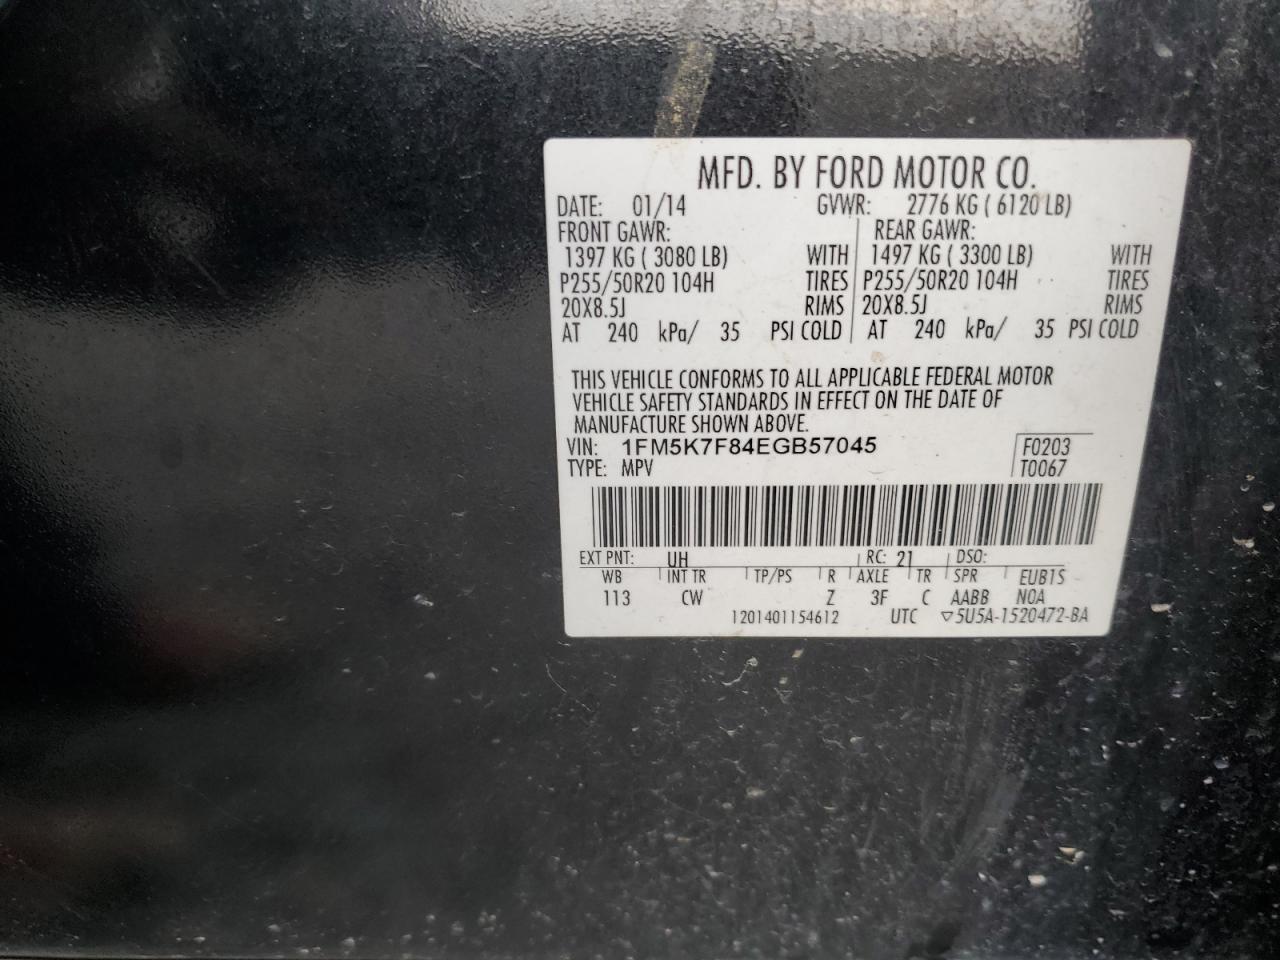 MFD. BY FORD MOTOR CO.
DATE: 01/14 GVWR: 2776 KG ( 6120 LB)
FRONT GAWR: REAR GAWR:
1397 KG ( 3080 LB) WITH 1497 KG ( 3300 LB) WITH
P255/50R20 104H TIRES P255/50R20 104H TIRES
20X8.5J RIMS 20X8.5J RIMS
AT 240 kPa/ 35 PSI COLD AT 240 kPa/ 35 PSI COLD
THIS VEHICLE CONFORMS TO ALL APPLICABLE FEDERAL MOTOR
VEHICLE SAFETY STANDARDS IN EFFECT ON THE DATE OF
MANUFACTURE SHOWN ABOVE.
VIN: 1FM5K7F84EGB57045 F0203
TYPE: MPV T0067
EXT PNT: UH RC: 21 DSO:
WB INT TR TP/PS R AXLE TR SPR EUB1S
113 CW Z 3F C AABB NOA
1201401154612 UTC ▽5U5A-1520472-BA